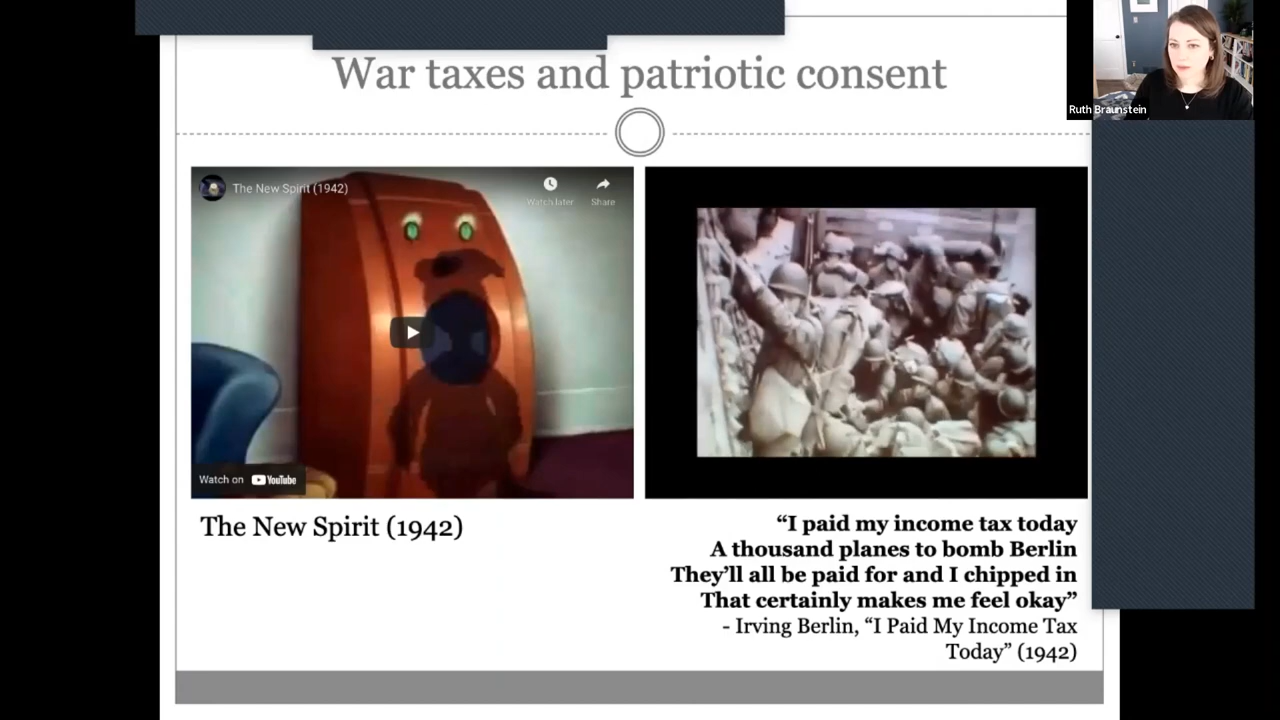 War taxes and patriotic consent
Ruth Braunstein
The New Spirit (1942)
Watch later
Share
Watch on YouTube
The New Spirit (1942)
“I paid my income tax today
A thousand planes to bomb Berlin
They’ll all be paid for and I chipped in
That certainly makes me feel okay”
- Irving Berlin, “I Paid My Income Tax
Today” (1942)